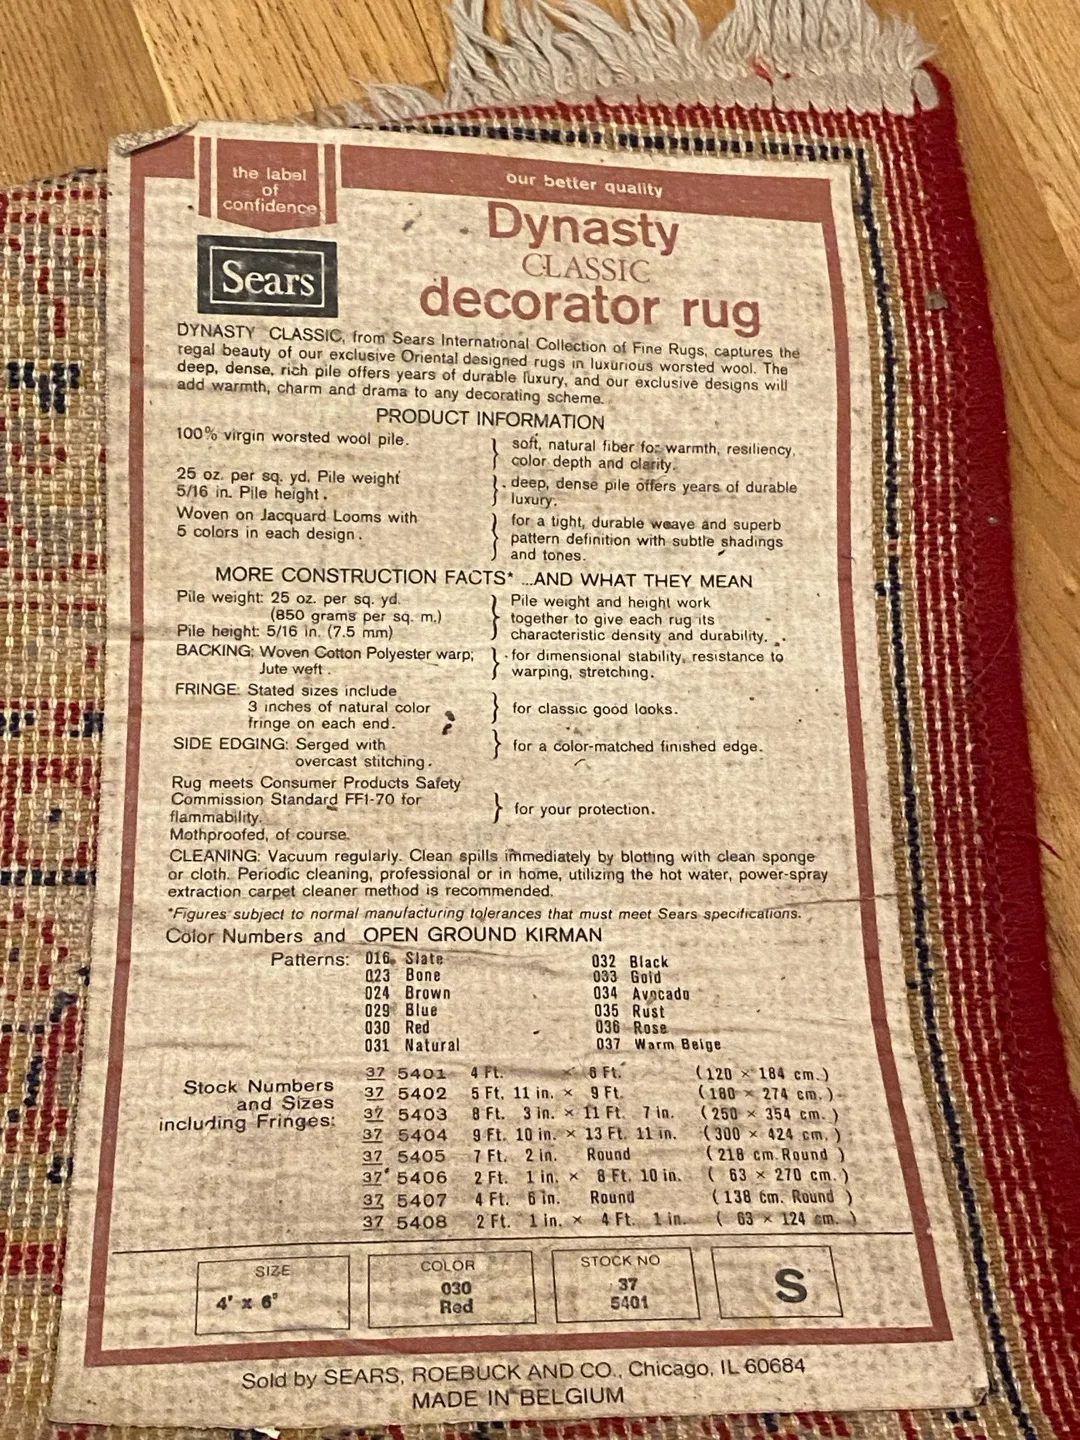 the label
of
confidence
our better quality
Sears
Dynasty
CLASSIC
decorator rug
DYNASTY CLASSIC, from Sears International Collection of Fine Rugs, captures the
regal beauty of our exclusive Oriental designed rugs in luxurious worsted wool. The
deep, dense, rich pile offers years of durable luxury, and our exclusive designs will
add warmth, charm and drama to any decorating scheme.
PRODUCT INFORMATION
100% virgin worsted wool pile. } soft, natural fiber for warmth, resiliency,
color depth and clarity.
25 oz. per sq. yd. Pile weight } deep, dense pile offers years of durable
5/16 in. Pile height. luxury.
Woven on Jacquard Looms with } for a tight, durable weave and superb
5 colors in each design. pattern definition with subtle shadings
and tones.
MORE CONSTRUCTION FACTS* ...AND WHAT THEY MEAN
Pile weight: 25 oz. per sq. yd. } Pile weight and height work
(850 grams per sq. m.) together to give each rug its
Pile height: 5/16 in. (7.5 mm) characteristic density and durability.
BACKING: Woven Cotton Polyester warp; } for dimensional stability, resistance to
Jute weft. warping, stretching.
FRINGE: Stated sizes include
3 inches of natural color } for classic good looks.
fringe on each end.
SIDE EDGING: Serged with } for a color-matched finished edge.
overcast stitching.
Rug meets Consumer Products Safety
Commission Standard FF1-70 for } for your protection.
flammability.
Mothproofed, of course.
CLEANING: Vacuum regularly. Clean spills immediately by blotting with clean sponge
or cloth. Periodic cleaning, professional or in home, utilizing the hot water, power-spray
extraction carpet cleaner method is recommended.
*Figures subject to normal manufacturing tolerances that must meet Sears specifications.
Color Numbers and OPEN GROUND KIRMAN
Patterns: 016 Slate 032 Black
023 Bone 033 Gold
024 Brown 034 Avocado
029 Blue 035 Rust
030 Red 036 Rose
031 Natural 037 Warm Beige
Stock Numbers
and Sizes
including Fringes:
37 5401 4 Ft. × 6 Ft. (120 × 184 cm.)
37 5402 5 Ft. 11 in. × 9 Ft. (180 × 274 cm.)
37 5403 8 Ft. 3 in. × 11 Ft. 7 in. (250 × 354 cm.)
37 5404 9 Ft. 10 in. × 13 Ft. 11 in. (300 × 424 cm.)
37 5405 7 Ft. 2 in. Round (218 cm. Round)
37 5406 2 Ft. 1 in. × 8 Ft. 10 in. (63 × 270 cm.)
37 5407 4 Ft. 6 in. Round (138 cm. Round)
37 5408 2 Ft. 1 in. × 4 Ft. 1 in. (63 × 124 cm.)
SIZE
4' x 6'
COLOR
030
Red
STOCK NO
37
5401
S
Sold by SEARS, ROEBUCK AND CO., Chicago, IL 60684
MADE IN BELGIUM